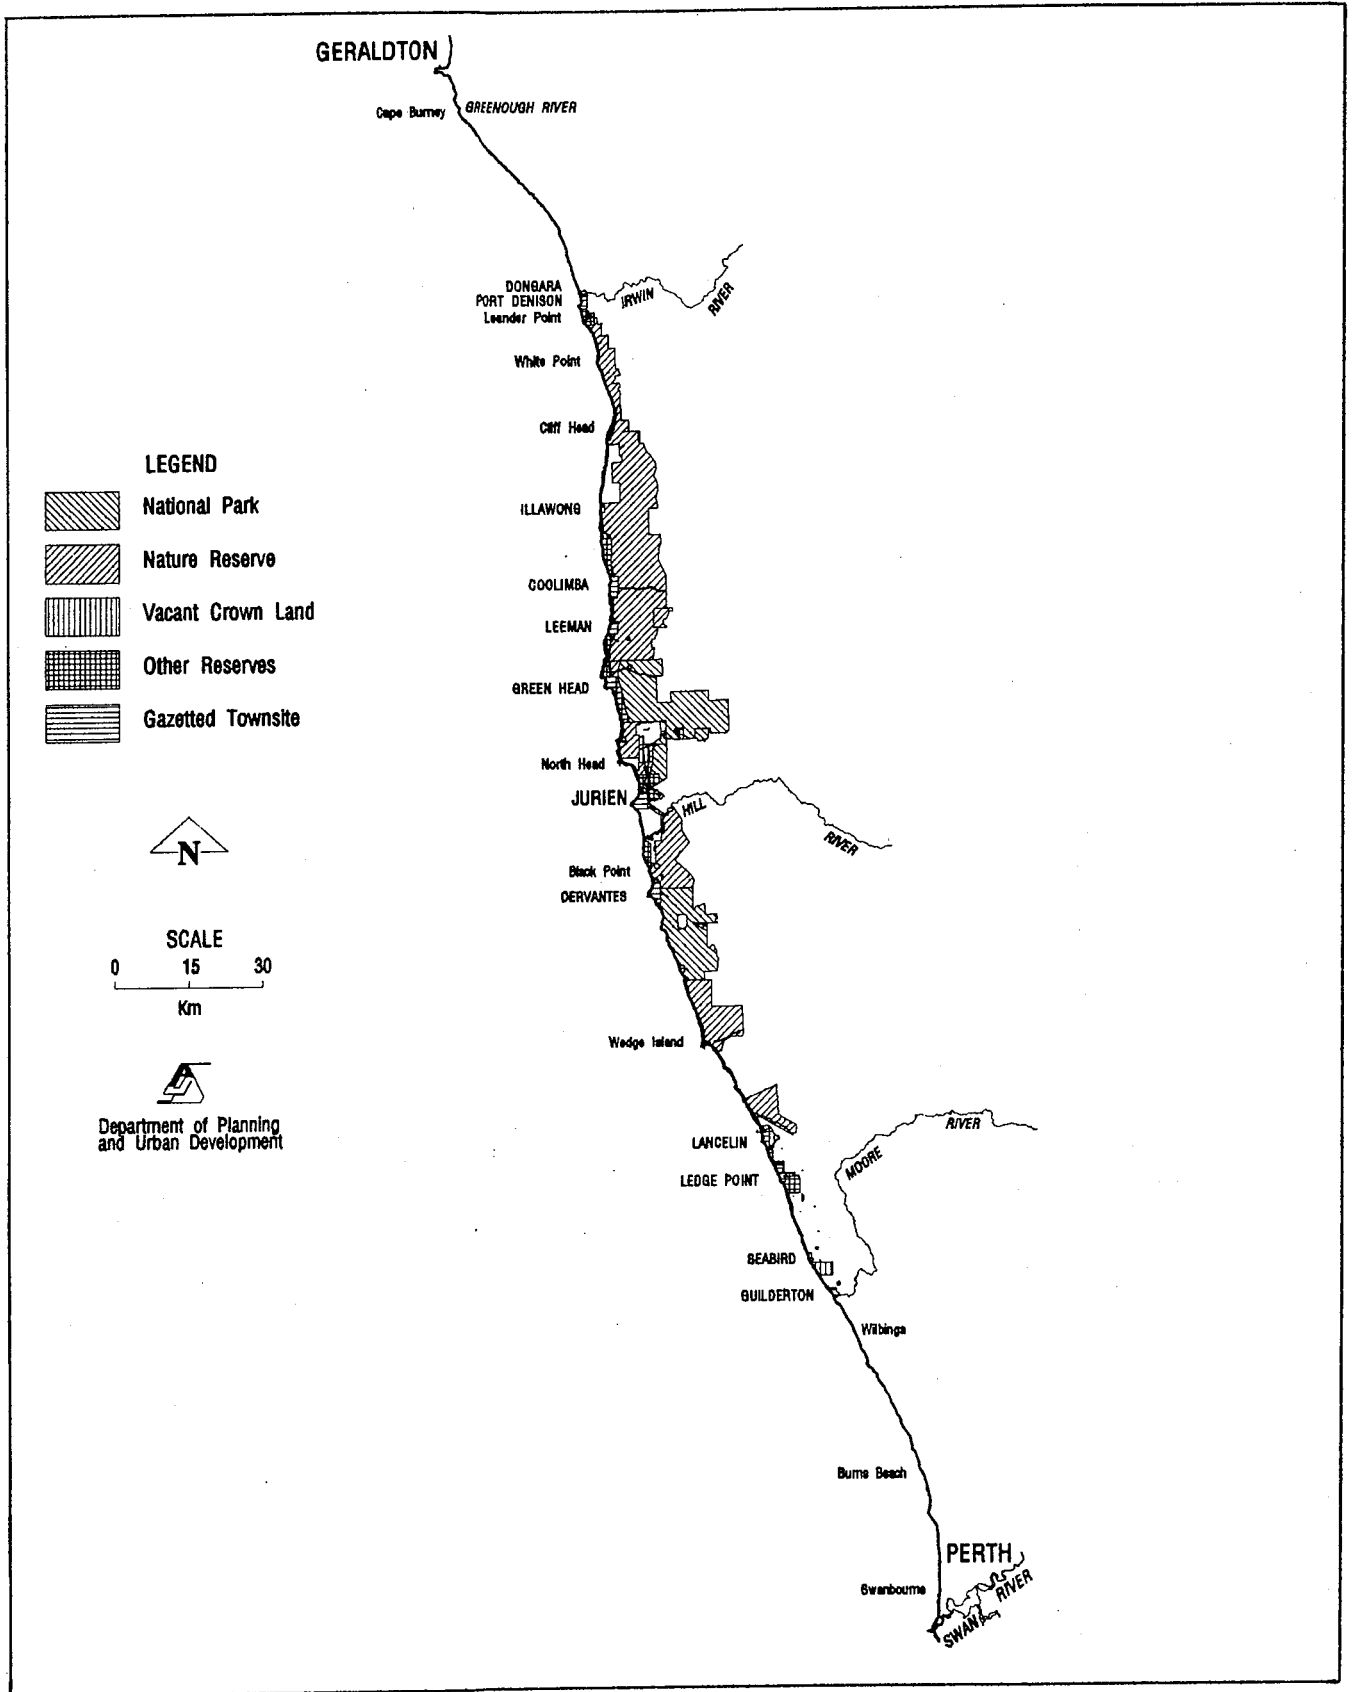 GERALDTON
Cape Burney
GREENOUGH RIVER
DONGARA
PORT DENISON
Leander Point
IRWIN
RIVER
White Point
Cliff Head
LEGEND
National Park
Nature Reserve
Vacant Crown Land
Other Reserves
Gazetted Townsite
ILLAWONG
COOLIMBA
LEEMAN
GREEN HEAD
North Head
JURIEN
HILL
RIVER
N
Black Point
CERVANTES
SCALE
0 15 30
Km
Wedge Island
Department of Planning
and Urban Development
LANCELIN
LEDGE POINT
MOORE
RIVER
SEABIRD
GUILDERTON
Wilbinga
Burns Beach
PERTH
Swanbourne
SWAN
RIVER